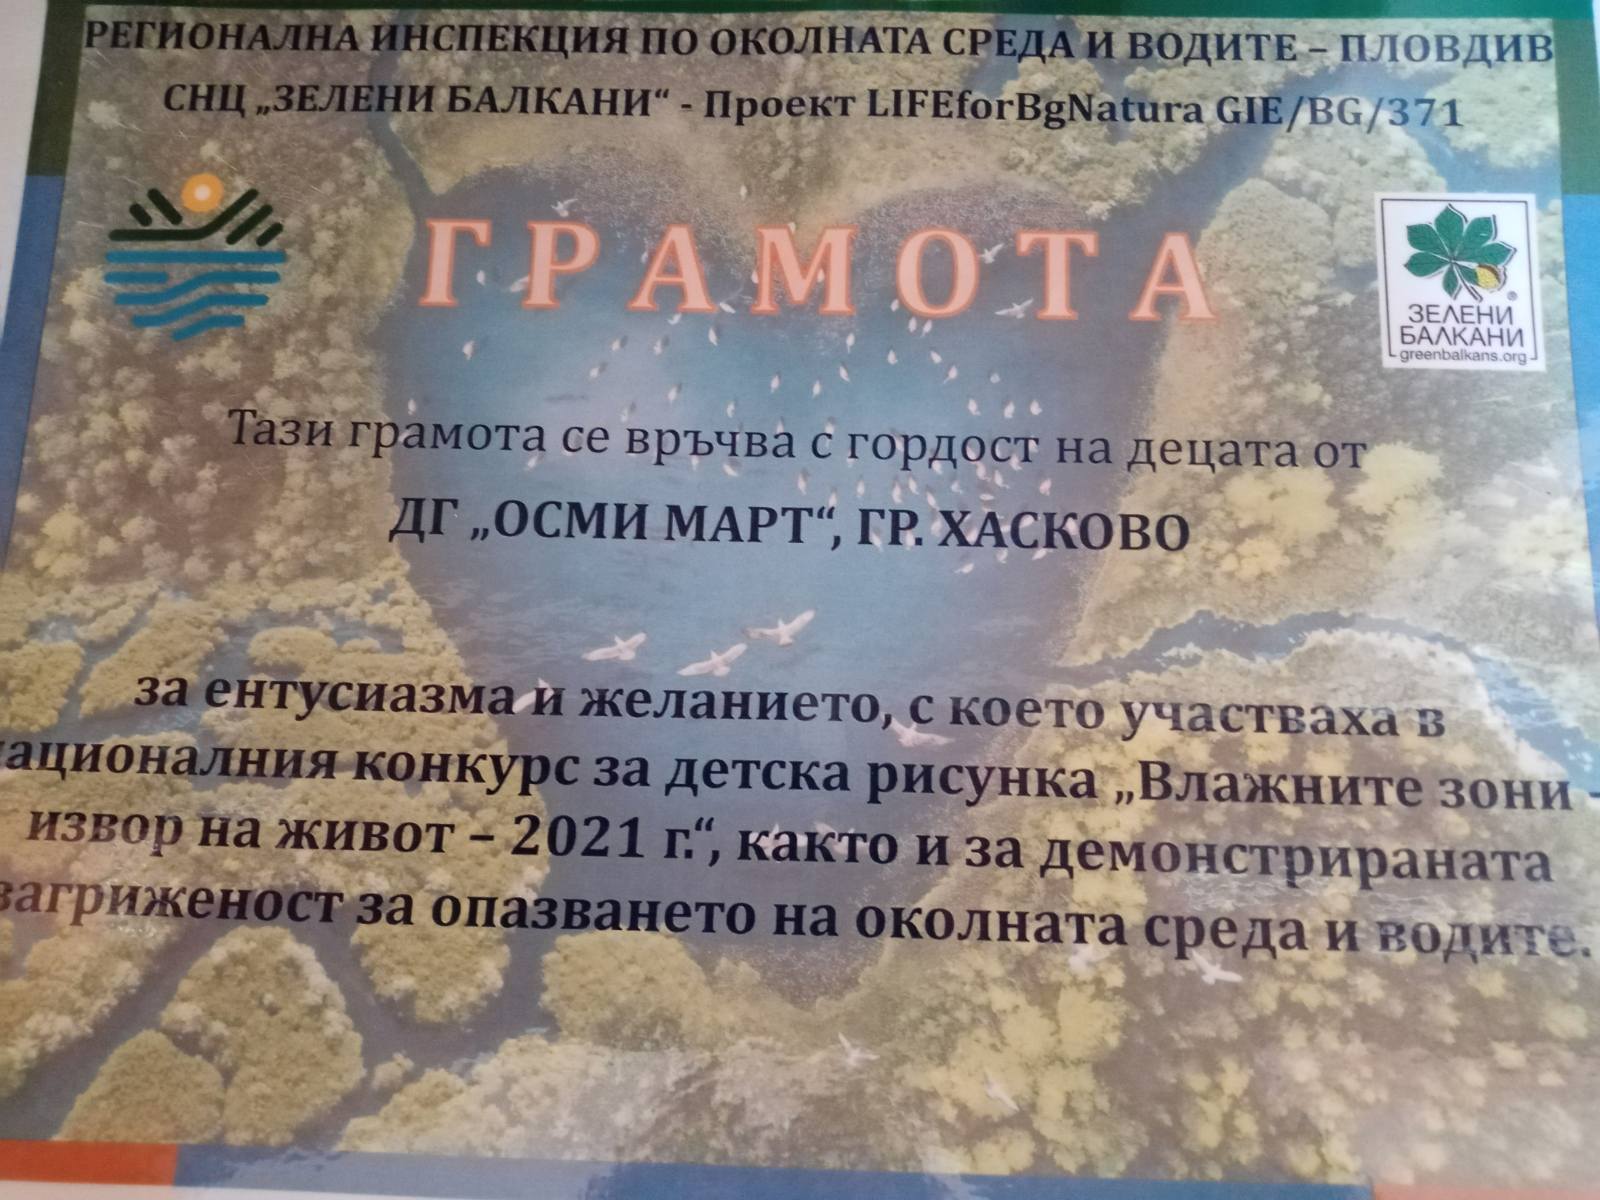 РЕГИОНАЛНА ИНСПЕКЦИЯ ПО ОКОЛНАТА СРЕДА И ВОДИТЕ – ПЛОВДИВ
СНЦ „ЗЕЛЕНИ БАЛКАНИ“ - Проект LIFEforBgNatura GIE/BG/371
ГРАМОТА
ЗЕЛЕНИ
БАЛКАНИ
greenbalkans.org
Тази грамота се връчва с гордост на децата от
ДГ „ОСМИ МАРТ“, ГР. ХАСКОВО
за ентусиазма и желанието, с което участваха в
националния конкурс за детска рисунка „Влажните зони -
извор на живот – 2021 г.“, както и за демонстрираната
загриженост за опазването на околната среда и водите.